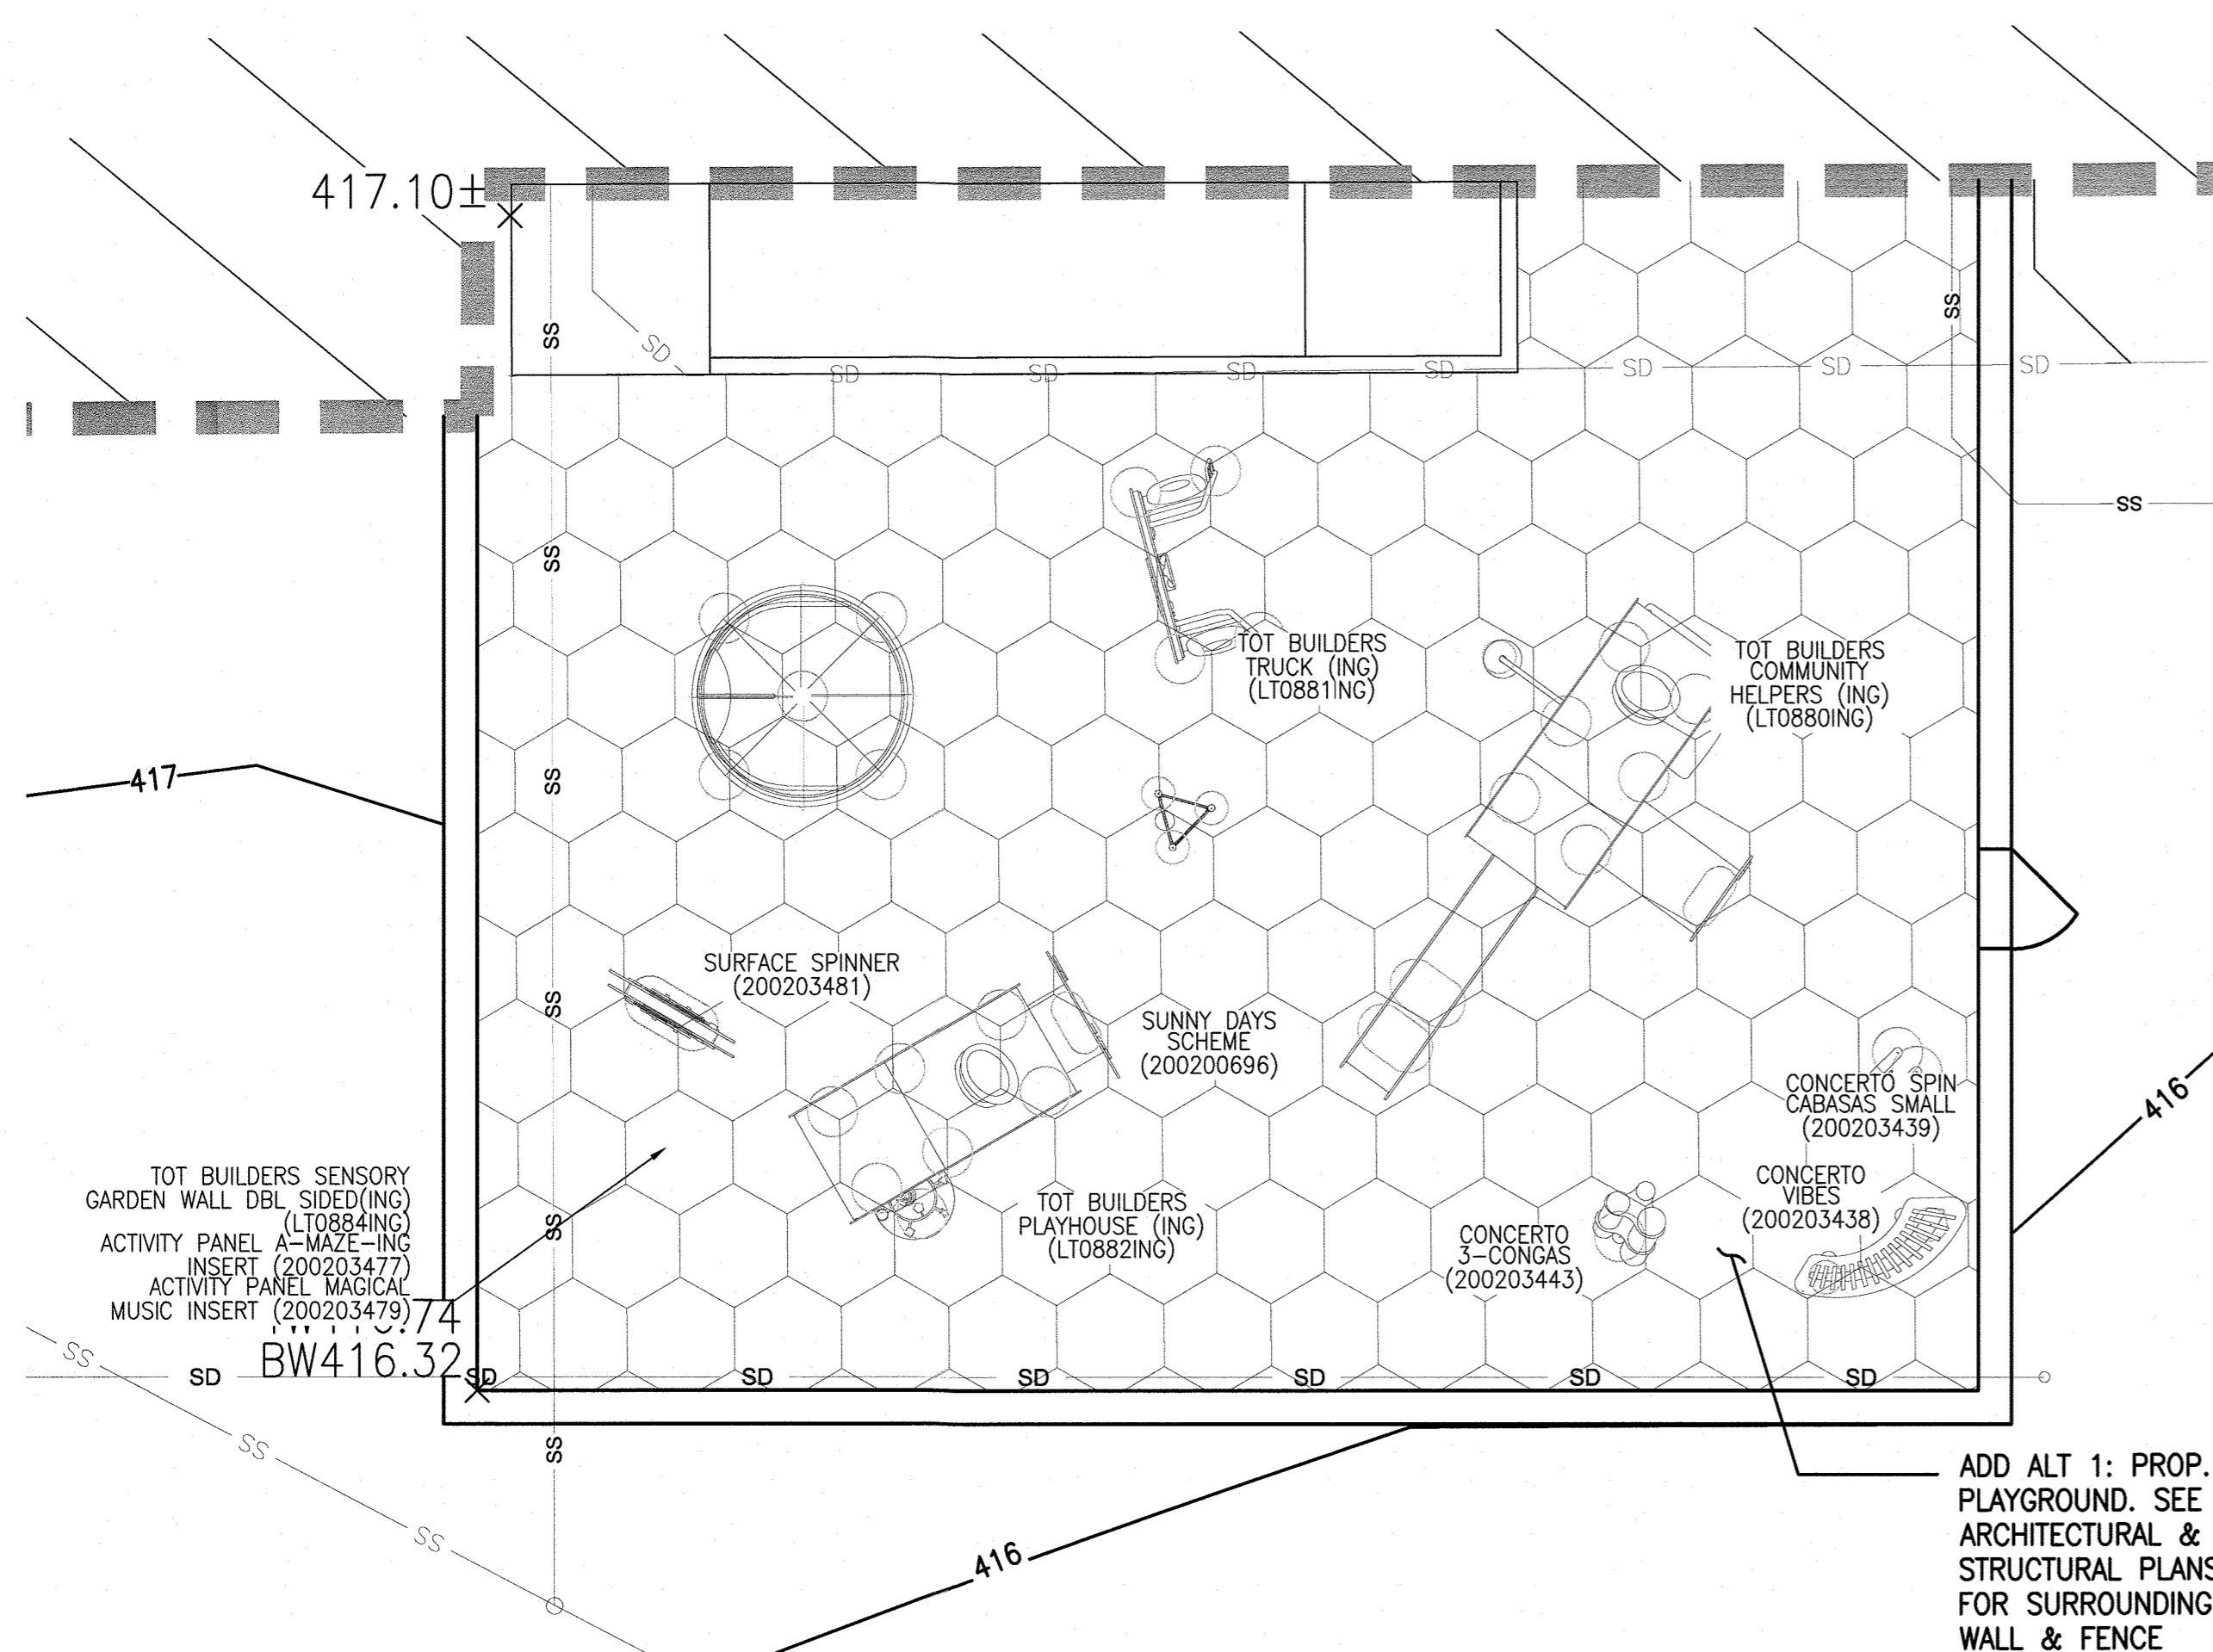 417.10±
SS
SD
SD
SD
SD
SD
SD
SD
SD
SS
SS
SS
TOT BUILDERS
TRUCK (ING)
(LT0881ING)
TOT BUILDERS
COMMUNITY
HELPERS (ING)
(LT0880ING)
417
SS
SURFACE SPINNER
(200203481)
SS
SUNNY DAYS
SCHEME
(200200696)
CONCERTO SPIN
CABASAS SMALL
(200203439)
416
TOT BUILDERS SENSORY
GARDEN WALL DBL SIDED(ING)
(LT0884ING)
ACTIVITY PANEL A-MAZE-ING
INSERT (200203477)
ACTIVITY PANEL MAGICAL
MUSIC INSERT (200203479)
SS
TOT BUILDERS
PLAYHOUSE (ING)
(LT0882ING)
CONCERTO
3-CONGAS
(200203443)
CONCERTO
VIBES
(200203438)
.74
BW416.32
SS
SD
SD
SD
SD
SD
SD
SD
SS
SS
SS
416
ADD ALT 1: PROP.
PLAYGROUND. SEE
ARCHITECTURAL &
STRUCTURAL PLANS
FOR SURROUNDING
WALL & FENCE